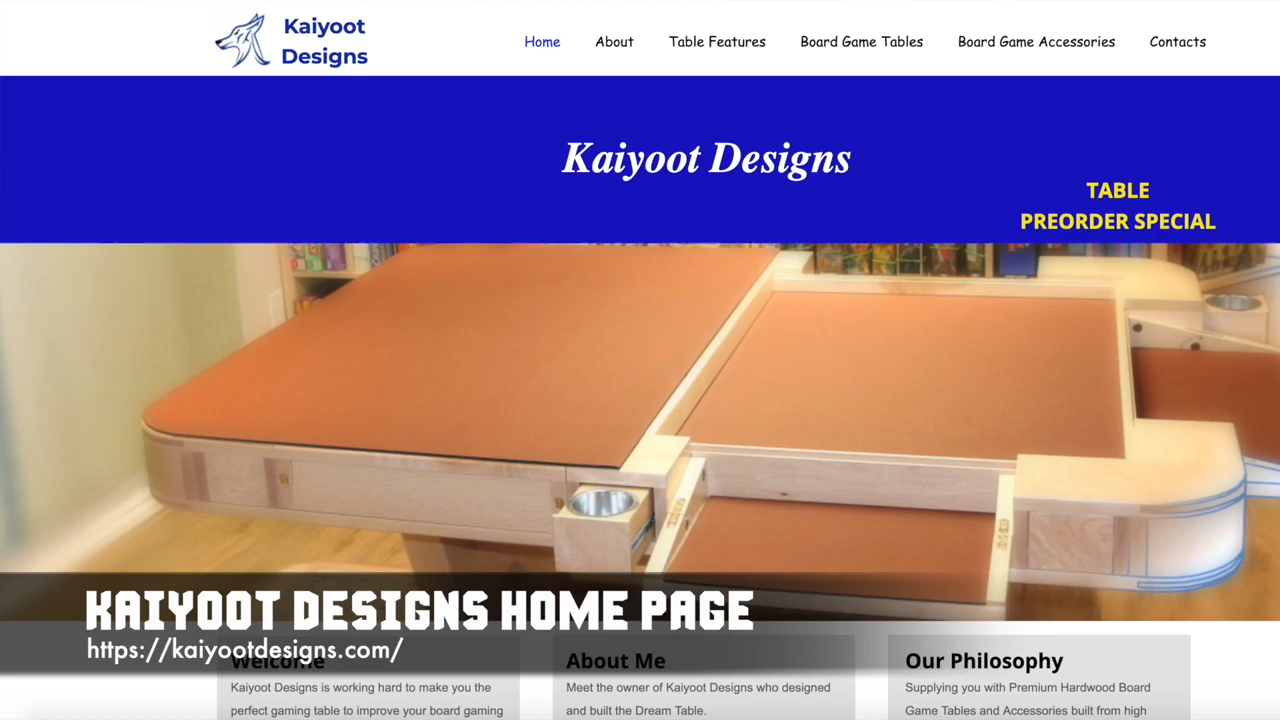 Kaiyoot
Designs
Home About Table Features Board Game Tables Board Game Accessories Contacts
Kaiyoot Designs
TABLE
PREORDER SPECIAL
KAIYOOT DESIGNS HOME PAGE
https://kaiyootdesigns.com/
Welcome
Kaiyoot Designs is working hard to make you the
perfect gaming table to improve your board gaming
About Me
Meet the owner of Kaiyoot Designs who designed
and built the Dream Table.
Our Philosophy
Supplying you with Premium Hardwood Board
Game Tables and Accessories built from high